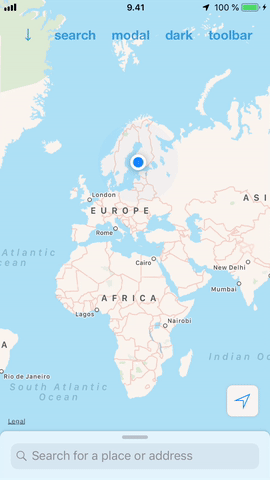 9.41
100 %
↓ search modal dark toolbar
London
EUROPE
ASI
Rome
Atlantic
cean
Cairo
New Delhi
Mumbai
AFRICA
Lagos
Nairobi
A
Indian Oc
Rio de Janeiro
South Atlantic
Ocean
Legal
Search for a place or address